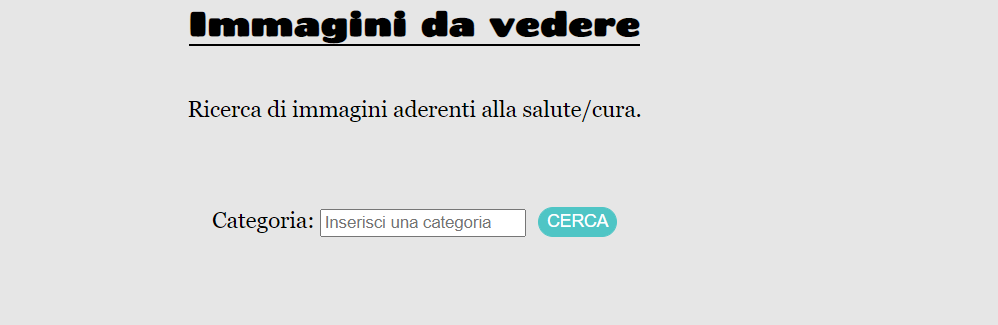 Immagini da vedere
Ricerca di immagini aderenti alla salute/cura.
Categoria: Inserisci una categoria CERCA